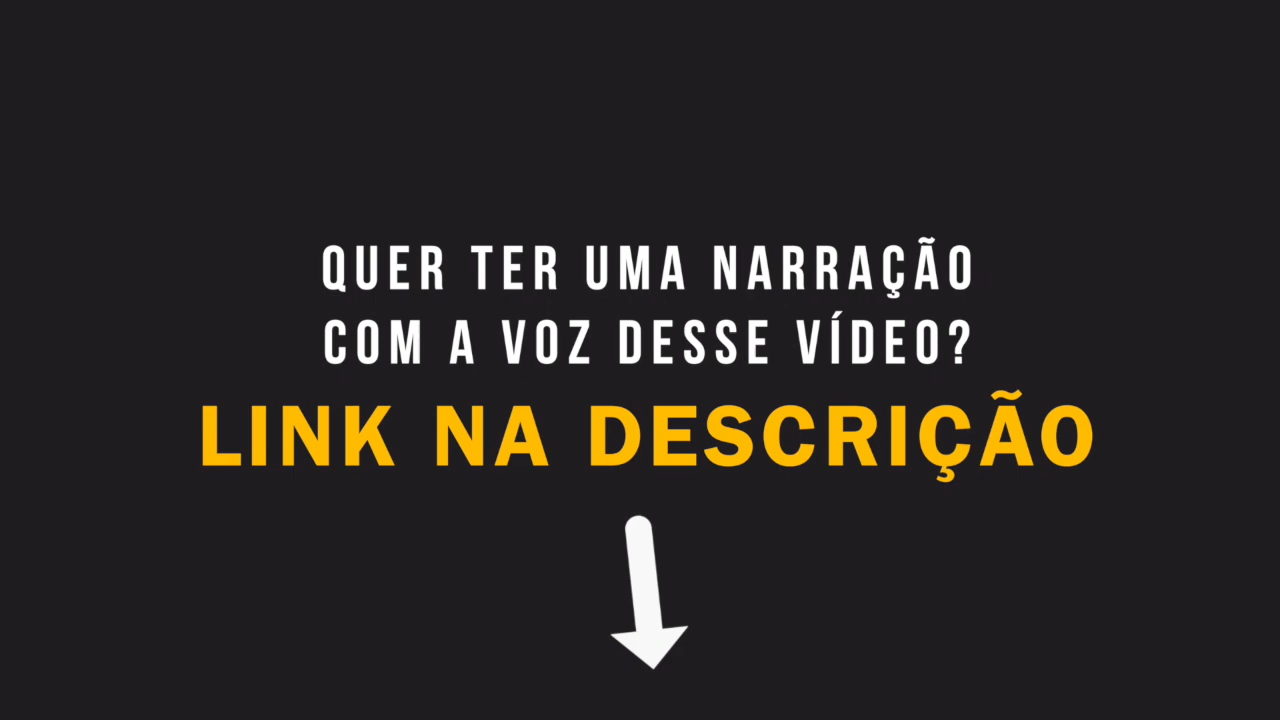 QUER TER UMA NARRAÇÃO
COM A VOZ DESSE VÍDEO?
LINK NA DESCRIÇÃO